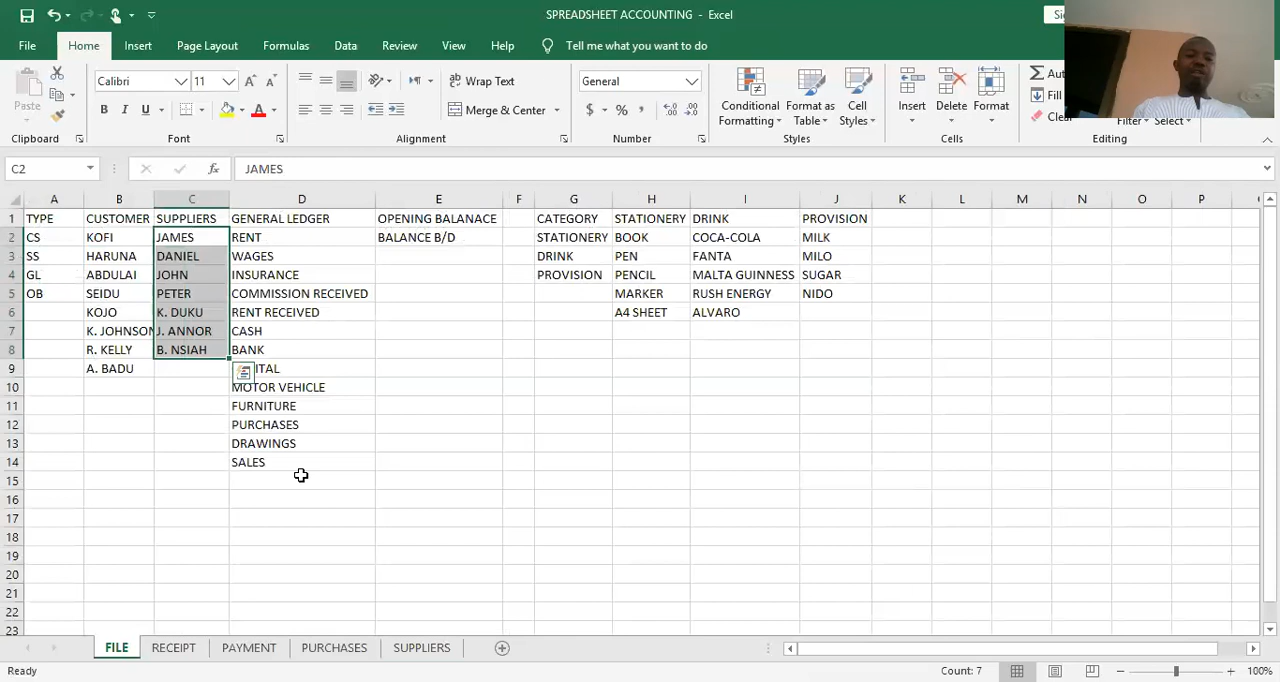 SPREADSHEET ACCOUNTING - Excel
File Home Insert Page Layout Formulas Data Review View Help Tell me what you want to do
Calibri 11 Wrap Text General
Paste B I U Merge & Center $ % , Conditional Formatting Format as Table Cell Styles Insert Delete Format Fill Filter Select
Clipboard Font Alignment Number Styles Cells Editing
C2 fx JAMES
A B C D E F G H I J K L M N O P
1 TYPE CUSTOMER SUPPLIERS GENERAL LEDGER OPENING BALANACE CATEGORY STATIONERY DRINK PROVISION
2 CS KOFI JAMES RENT BALANCE B/D STATIONERY BOOK COCA-COLA MILK
3 SS HARUNA DANIEL WAGES DRINK PEN FANTA MILO
4 GL ABDULAI JOHN INSURANCE PROVISION PENCIL MALTA GUINNESS SUGAR
5 OB SEIDU PETER COMMISSION RECEIVED MARKER RUSH ENERGY NIDO
6 KOJO K. DUKU RENT RECEIVED A4 SHEET ALVARO
7 K. JOHNSON J. ANNOR CASH
8 R. KELLY B. NSIAH BANK
9 A. BADU ITAL
10 MOTOR VEHICLE
11 FURNITURE
12 PURCHASES
13 DRAWINGS
14 SALES
15
16
17
18
19
20
21
22
23
FILE RECEIPT PAYMENT PURCHASES SUPPLIERS
Ready Count: 7 100%